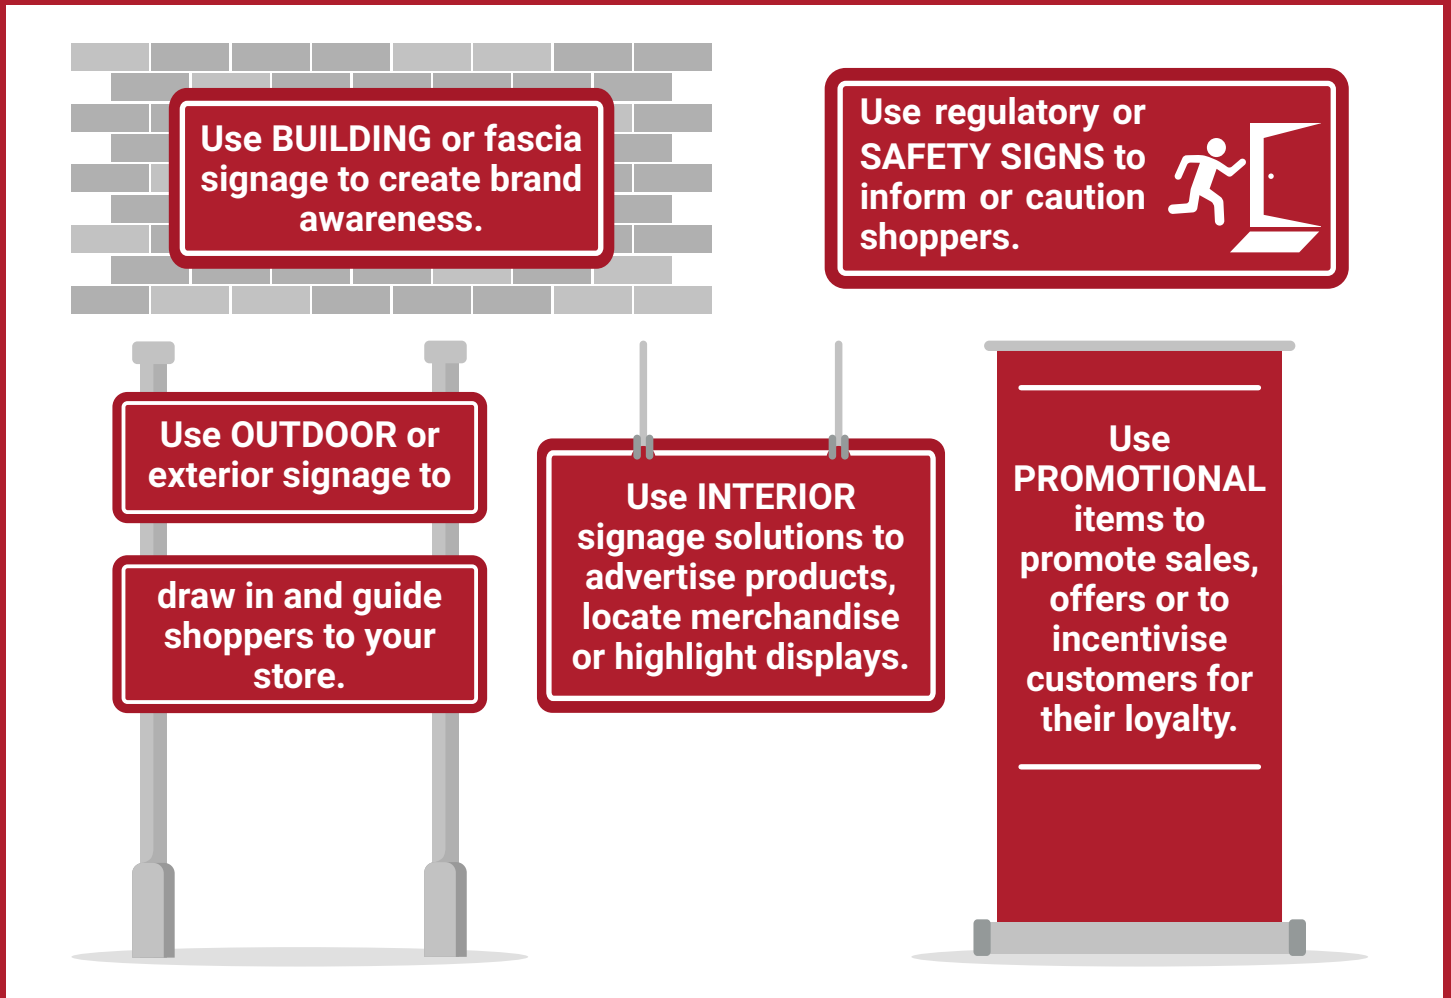 Use BUILDING or fascia
signage to create brand
awareness.
Use regulatory or
SAFETY SIGNS to
inform or caution
shoppers.
Use OUTDOOR or
exterior signage to
draw in and guide
shoppers to your
store.
Use INTERIOR
signage solutions to
advertise products,
locate merchandise
or highlight displays.
Use
PROMOTIONAL
items to
promote sales,
offers or to
incentivise
customers for
their loyalty.